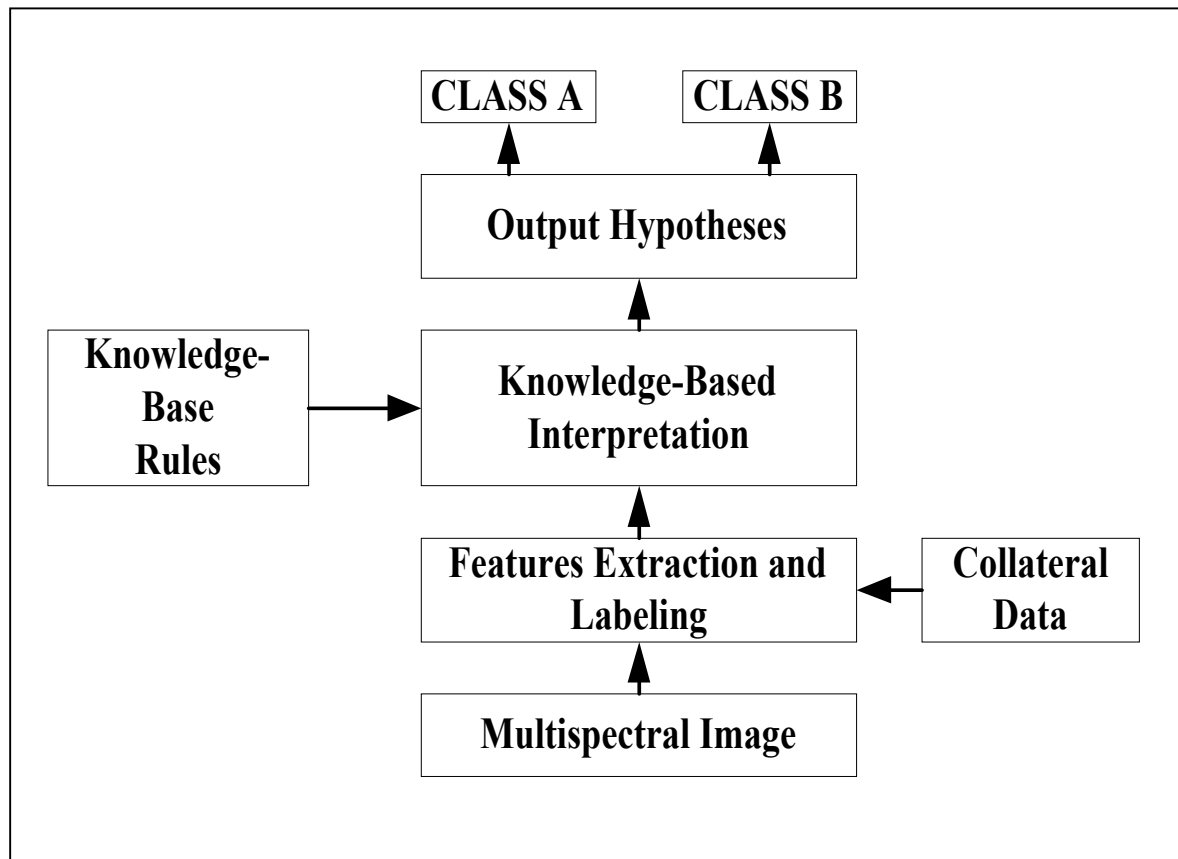 CLASS A
CLASS B
Output Hypotheses
Knowledge-
Base
Rules
Knowledge-Based
Interpretation
Features Extraction and
Labeling
Collateral
Data
Multispectral Image